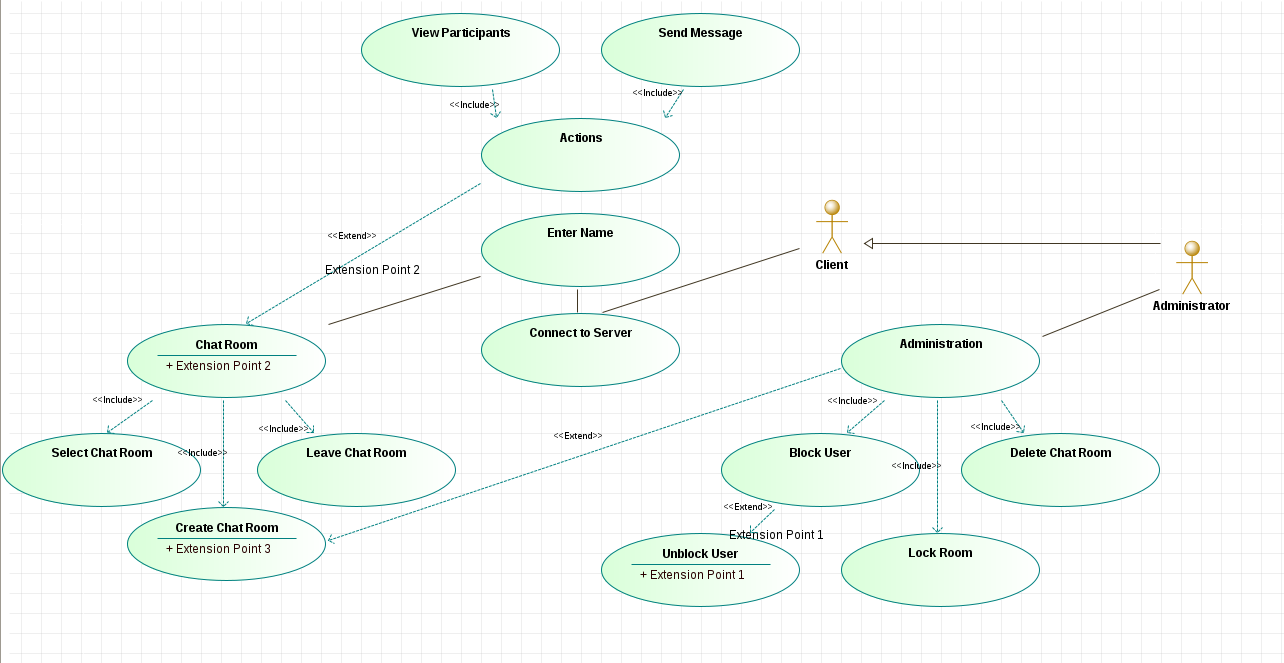 View Participants
Send Message
<<Include>>
<<Include>>
Actions
<<Extend>>
Extension Point 2
Enter Name
Client
Administrator
Connect to Server
Chat Room
+ Extension Point 2
Administration
<<Include>>
<<Include>>
<<Include>>
Select Chat Room
Leave Chat Room
Create Chat Room
+ Extension Point 3
<<Extend>>
<<Include>>
<<Include>>
<<Include>>
Block User
Delete Chat Room
<<Extend>>
Extension Point 1
Unblock User
+ Extension Point 1
Lock Room